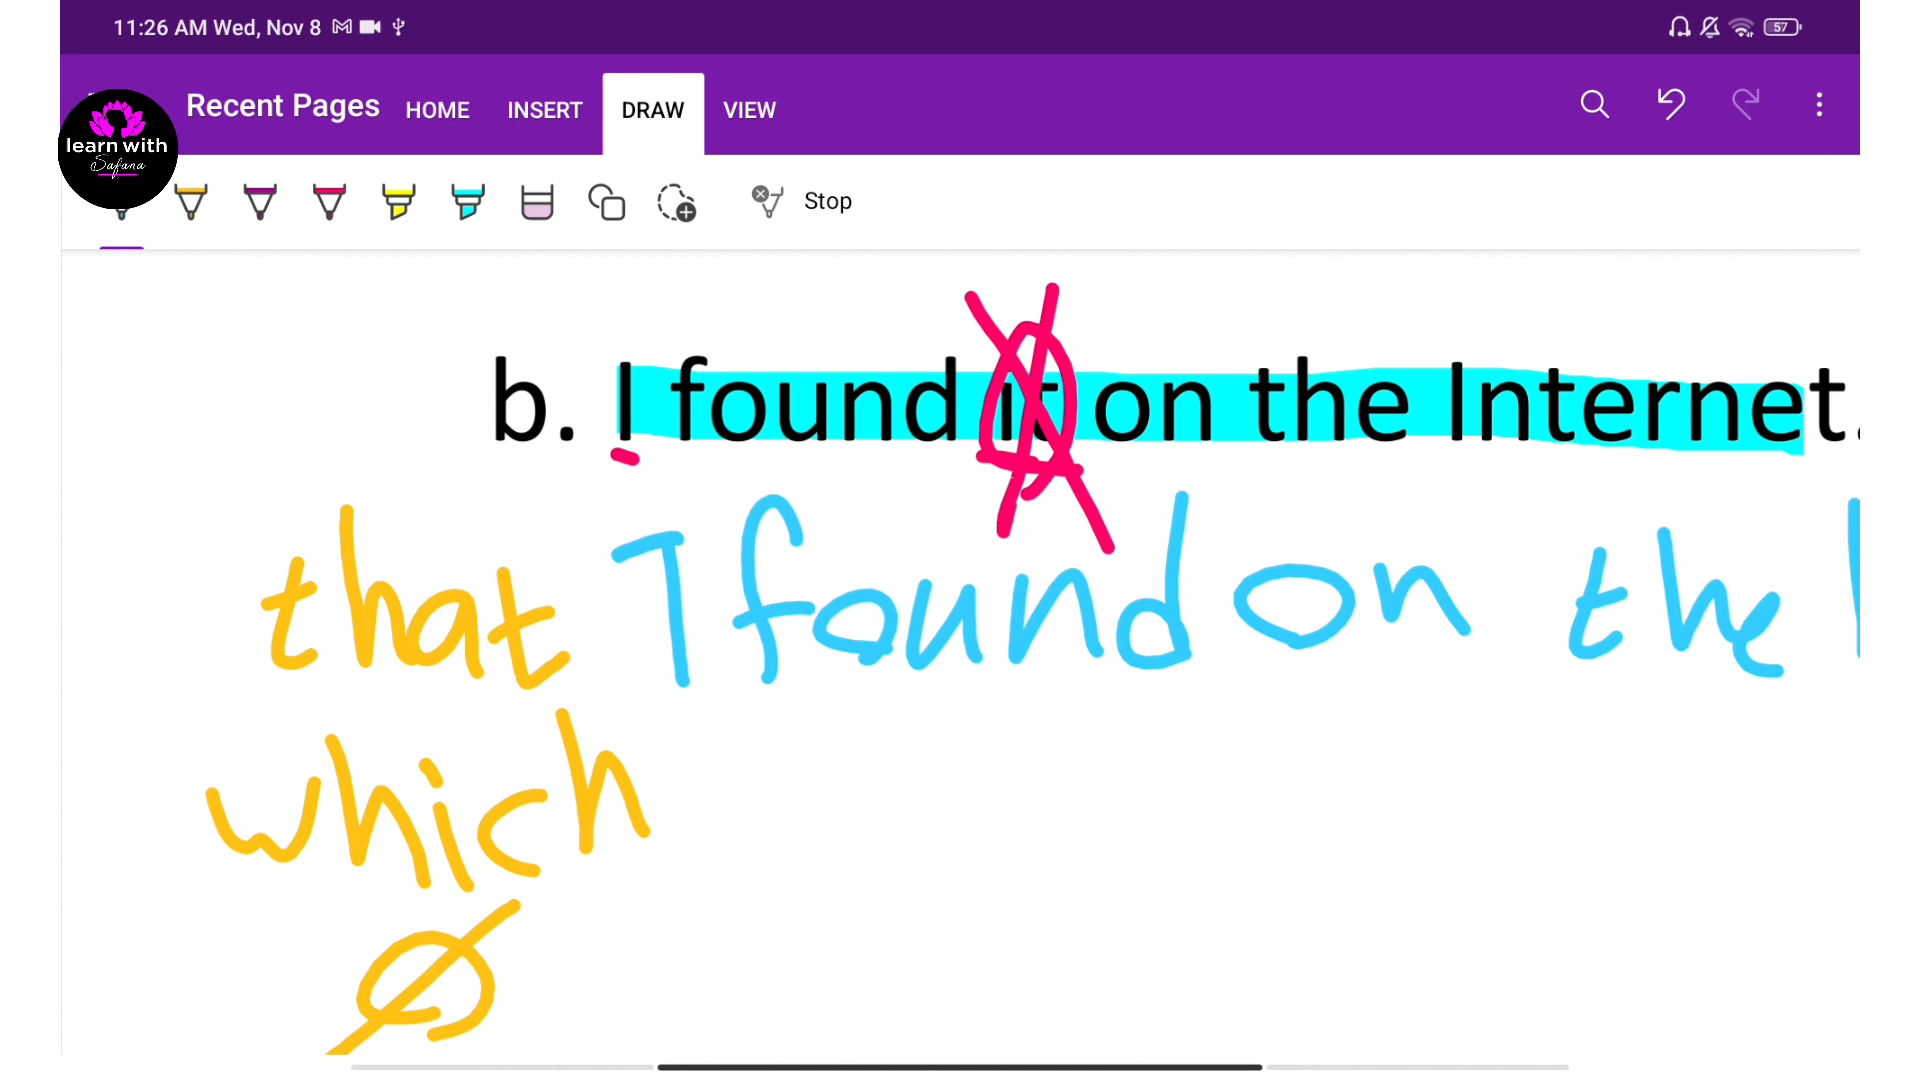 11:26 AM Wed, Nov 8
57
Recent Pages HOME INSERT DRAW VIEW
learn with
Safana
Stop
b. I found it on the Internet.
that I found on the
which
Ø